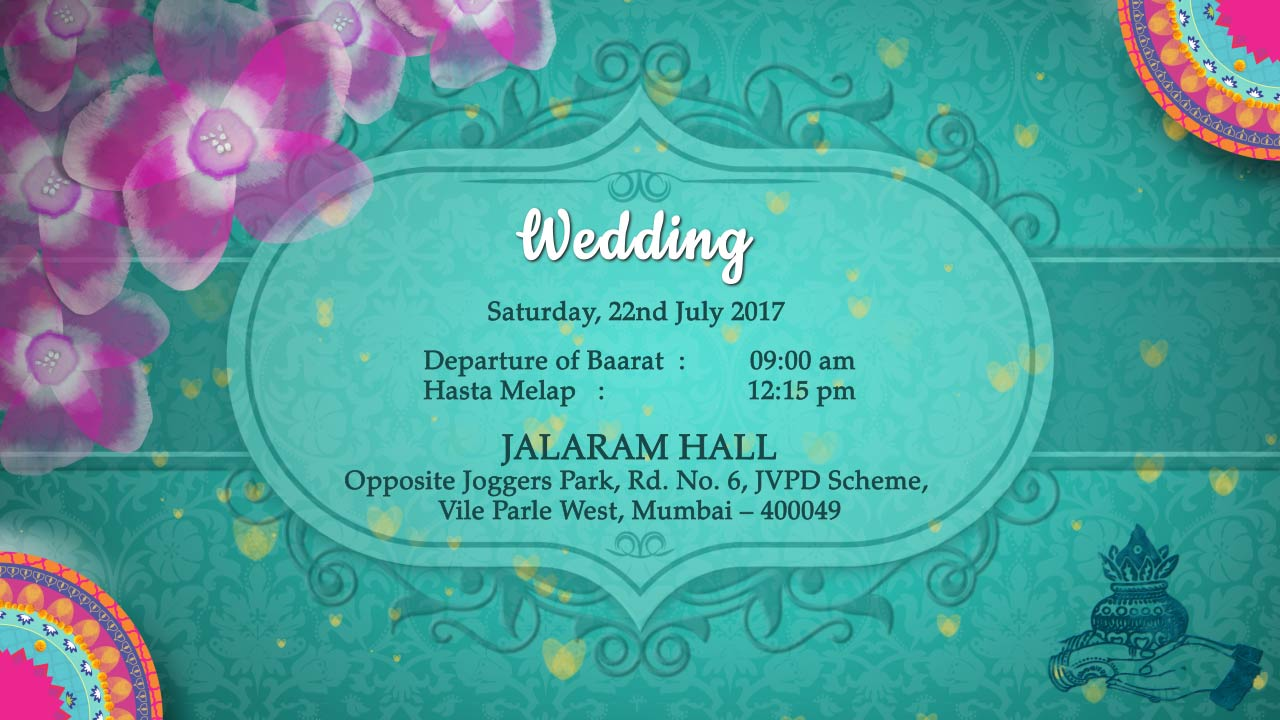 Wedding
Saturday, 22nd July 2017
Departure of Baarat : 09:00 am
Hasta Melap : 12:15 pm
JALARAM HALL
Opposite Joggers Park, Rd. No. 6, JVPD Scheme,
Vile Parle West, Mumbai – 400049